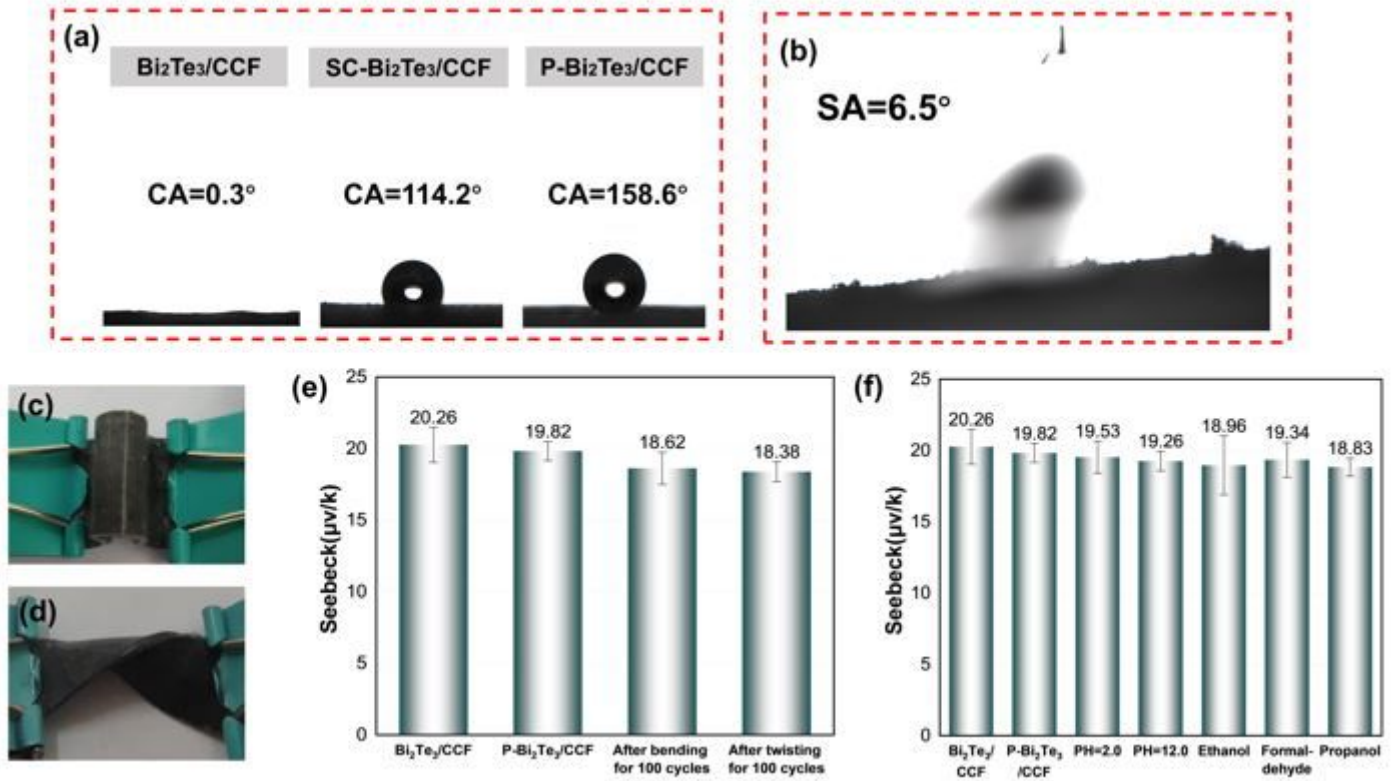 (a)
Bi₂Te₃/CCF
SC-Bi₂Te₃/CCF
P-Bi₂Te₃/CCF
CA=0.3°
CA=114.2°
CA=158.6°
(b)
SA=6.5°
(c)
(d)
(e)
25
20
15
10
5
0
Seebeck(μv/k)
20.26
19.82
18.62
18.38
Bi₂Te₃/CCF
P-Bi₂Te₃/CCF
After bending
for 100 cycles
After twisting
for 100 cycles
(f)
25
20
15
10
5
0
Seebeck(μv/k)
20.26
19.82
19.53
19.26
18.96
19.34
18.83
Bi₂Te₃/
CCF
P-Bi₂Te₃
/CCF
PH=2.0
PH=12.0
Ethanol
Formal-
dehyde
Propanol